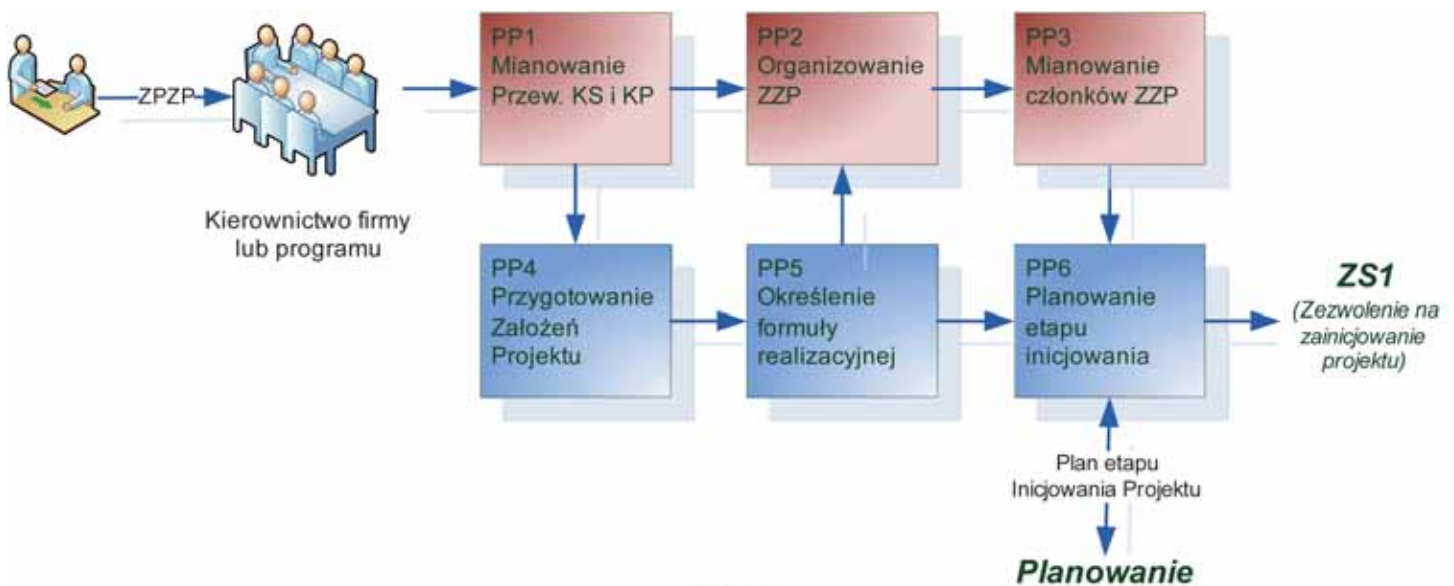 ZPZP
Kierownictwo firmy
lub programu
PP1
Mianowanie
Przew. KS i KP
PP2
Organizowanie
ZZP
PP3
Mianowanie
członków ZZP
PP4
Przygotowanie
Założeń
Projektu
PP5
Określenie
formuły
realizacyjnej
PP6
Planowanie
etapu
inicjowania
ZS1
(Zezwolenie na
zainicjowanie
projektu)
Plan etapu
Inicjowania Projektu
Planowanie